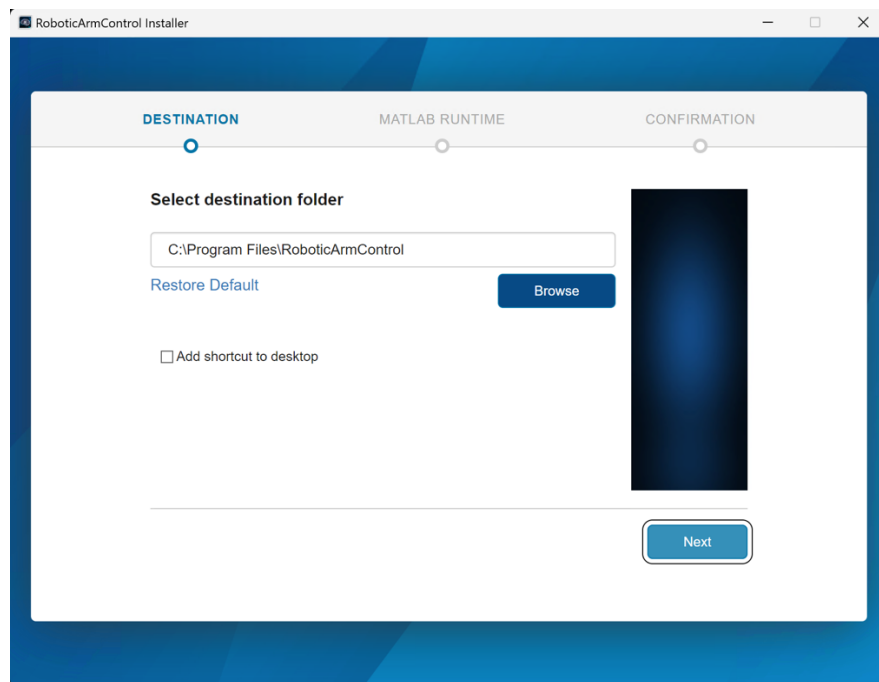 RoboticArmControl Installer
DESTINATION MATLAB RUNTIME CONFIRMATION
Select destination folder
C:\Program Files\RoboticArmControl
Restore Default
Browse
Add shortcut to desktop
Next